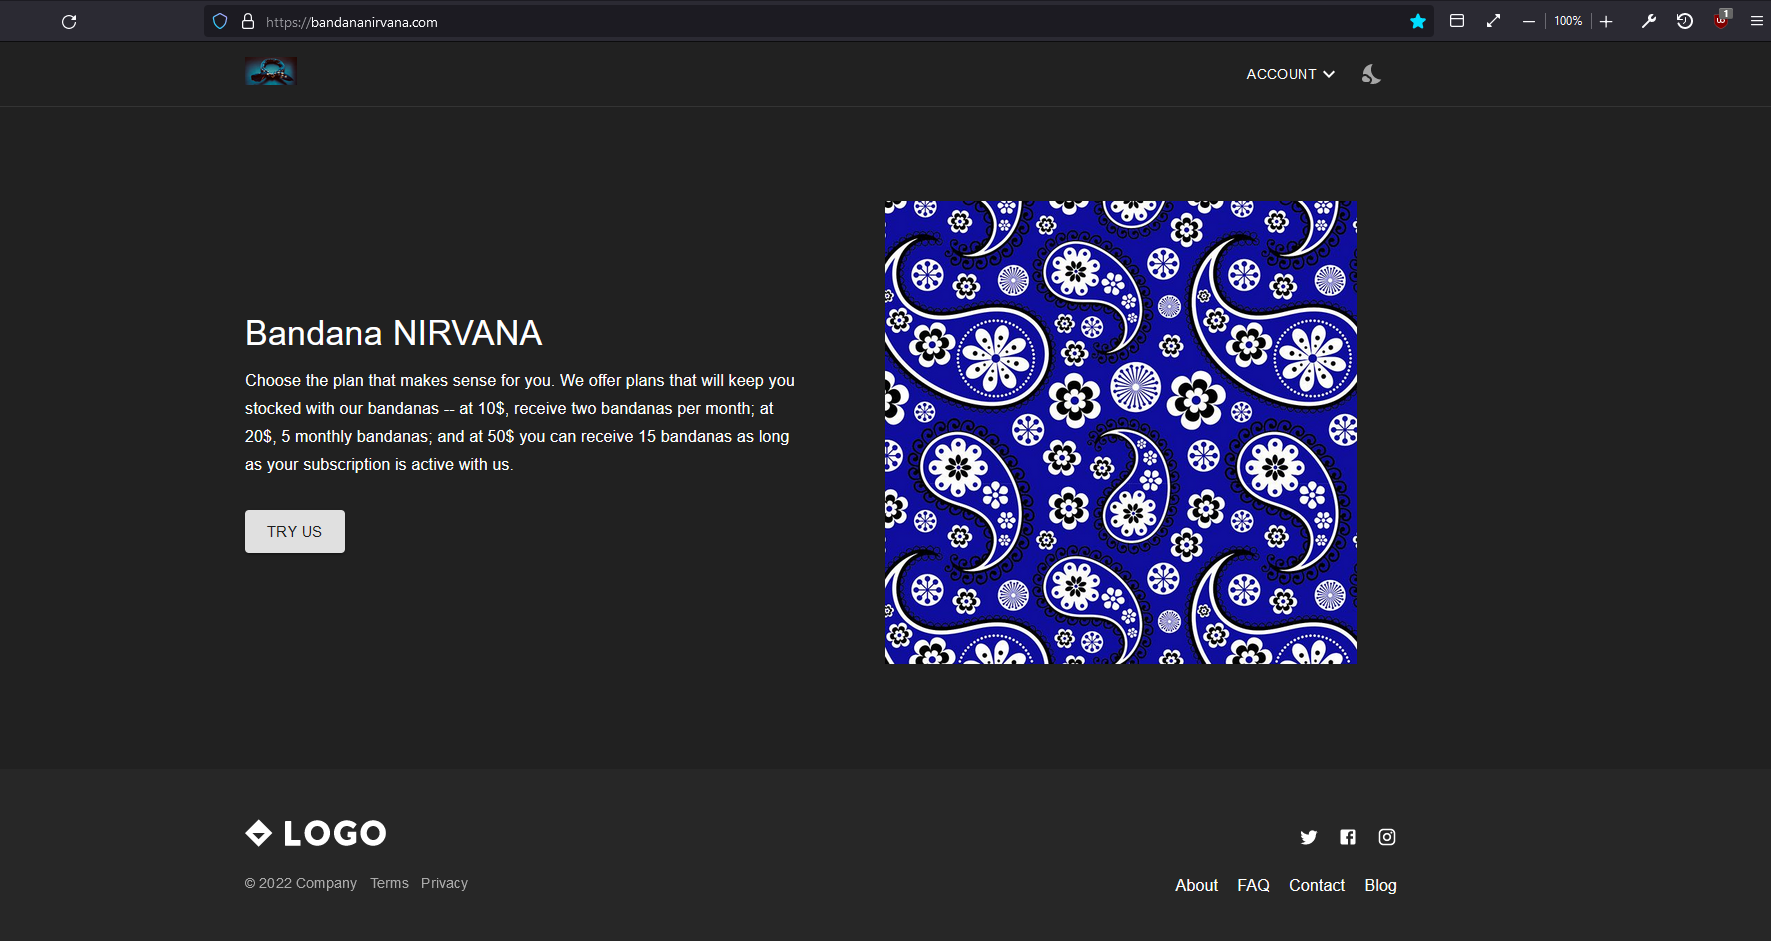 https://bandananirvana.com
100%
1
ACCOUNT
Bandana NIRVANA
Choose the plan that makes sense for you. We offer plans that will keep you
stocked with our bandanas -- at 10$, receive two bandanas per month; at
20$, 5 monthly bandanas; and at 50$ you can receive 15 bandanas as long
as your subscription is active with us.
TRY US
LOGO
© 2022 Company Terms Privacy
About FAQ Contact Blog